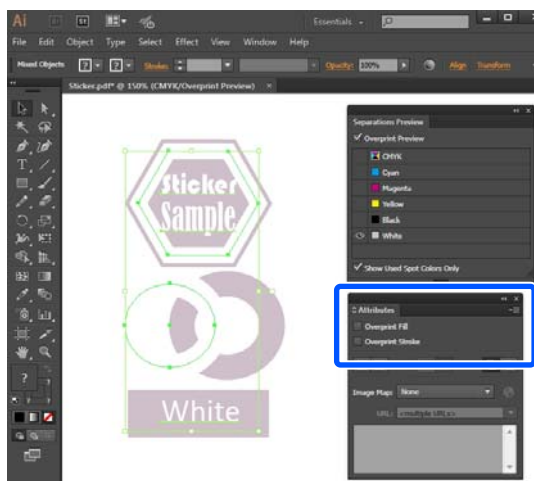 Ai
St
Essentials
File Edit Object Type Select Effect View Window Help
Mixed Objects ? ? Stroke: Opacity: 100% Align Transform
Sticker.pdf* @ 150% (CMYK/Overprint Preview) ×
Sticker
Sample
White
Separations Preview
Overprint Preview
CMYK
Cyan
Magenta
Yellow
Black
White
Show Used Spot Colors Only
Attributes
Overprint Fill
Overprint Stroke
Image Map: None
URL: <multiple URLs>
?